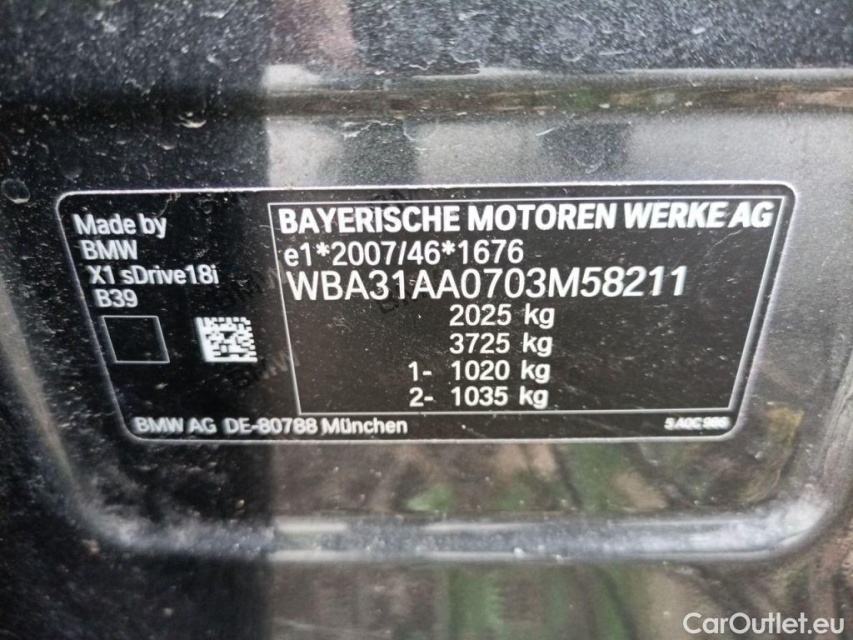 Made by
BMW
X1 sDrive18i
B39
BAYERISCHE MOTOREN WERKE AG
e1*2007/46*1676
WBA31AA0703M58211
2025 kg
3725 kg
1- 1020 kg
2- 1035 kg
BMW AG DE-80788 München
CarOutlet.eu